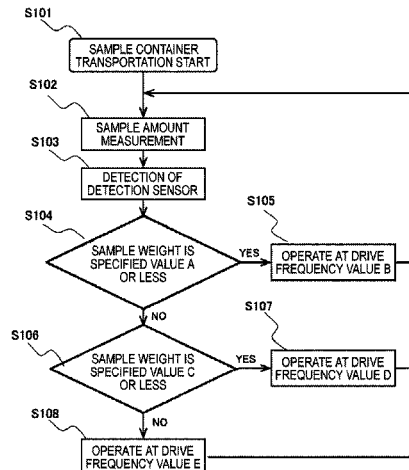 S101
SAMPLE CONTAINER
TRANSPORTATION START
S102
SAMPLE AMOUNT
MEASUREMENT
S103
DETECTION OF
DETECTION SENSOR
S104
SAMPLE WEIGHT IS
SPECIFIED VALUE A
OR LESS
YES
S105
OPERATE AT DRIVE
FREQUENCY VALUE B
NO
S106
SAMPLE WEIGHT IS
SPECIFIED VALUE C
OR LESS
YES
S107
OPERATE AT DRIVE
FREQUENCY VALUE D
NO
S108
OPERATE AT DRIVE
FREQUENCY VALUE E